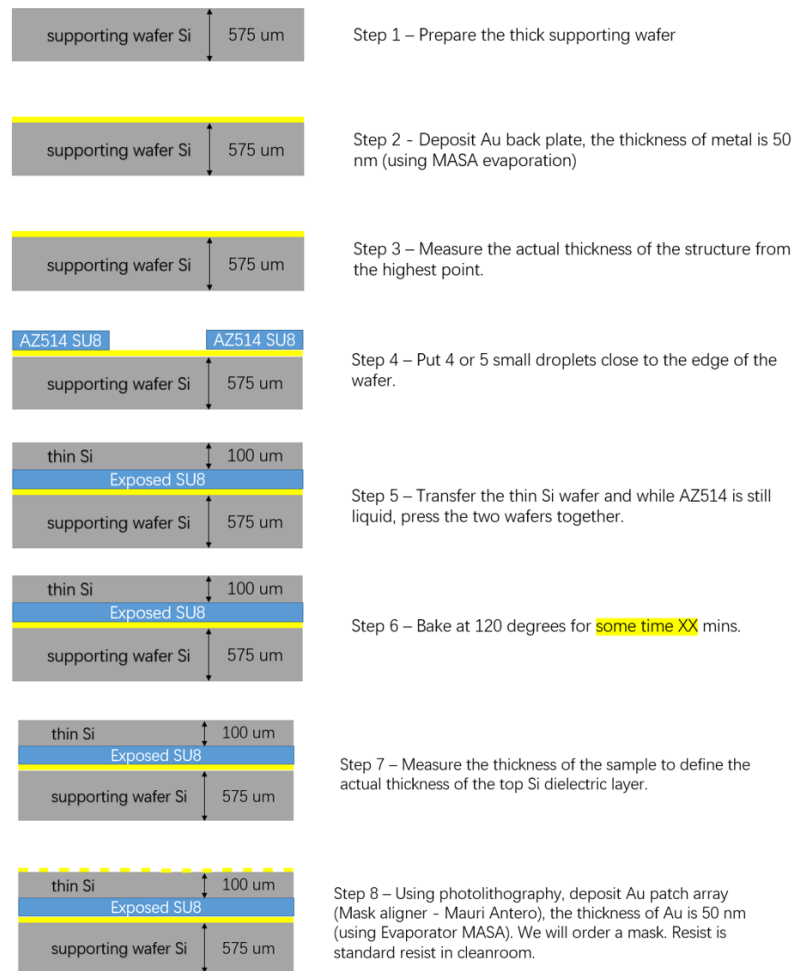 supporting wafer Si 575 um
Step 1 – Prepare the thick supporting wafer
supporting wafer Si 575 um
Step 2 - Deposit Au back plate, the thickness of metal is 50
nm (using MASA evaporation)
supporting wafer Si 575 um
Step 3 – Measure the actual thickness of the structure from
the highest point.
AZ514 SU8 AZ514 SU8
supporting wafer Si 575 um
Step 4 – Put 4 or 5 small droplets close to the edge of the
wafer.
thin Si 100 um
Exposed SU8
supporting wafer Si 575 um
Step 5 – Transfer the thin Si wafer and while AZ514 is still
liquid, press the two wafers together.
thin Si 100 um
Exposed SU8
supporting wafer Si 575 um
Step 6 – Bake at 120 degrees for some time XX mins.
thin Si 100 um
Exposed SU8
supporting wafer Si 575 um
Step 7 – Measure the thickness of the sample to define the
actual thickness of the top Si dielectric layer.
thin Si 100 um
Exposed SU8
supporting wafer Si 575 um
Step 8 – Using photolithography, deposit Au patch array
(Mask aligner - Mauri Antero), the thickness of Au is 50 nm
(using Evaporator MASA). We will order a mask. Resist is
standard resist in cleanroom.